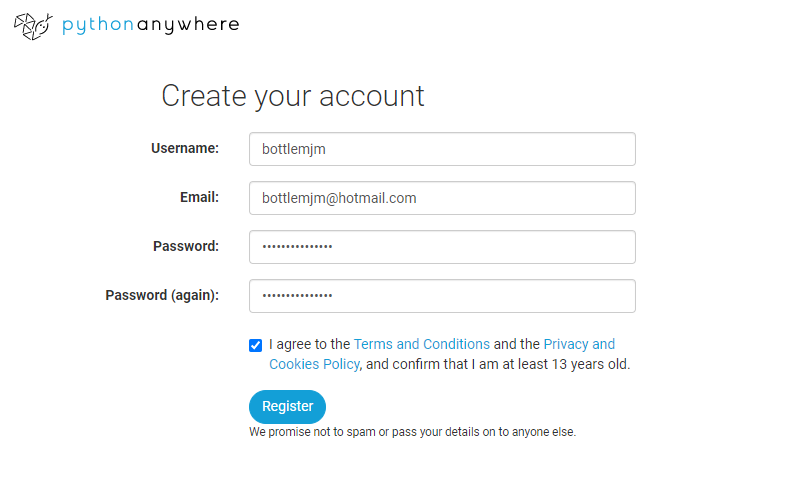 pythonanywhere
Create your account
Username:
bottlemjm
Email:
bottlemjm@hotmail.com
Password:
•••••••••••••••
Password (again):
•••••••••••••••
I agree to the Terms and Conditions and the Privacy and
Cookies Policy, and confirm that I am at least 13 years old.
Register
We promise not to spam or pass your details on to anyone else.